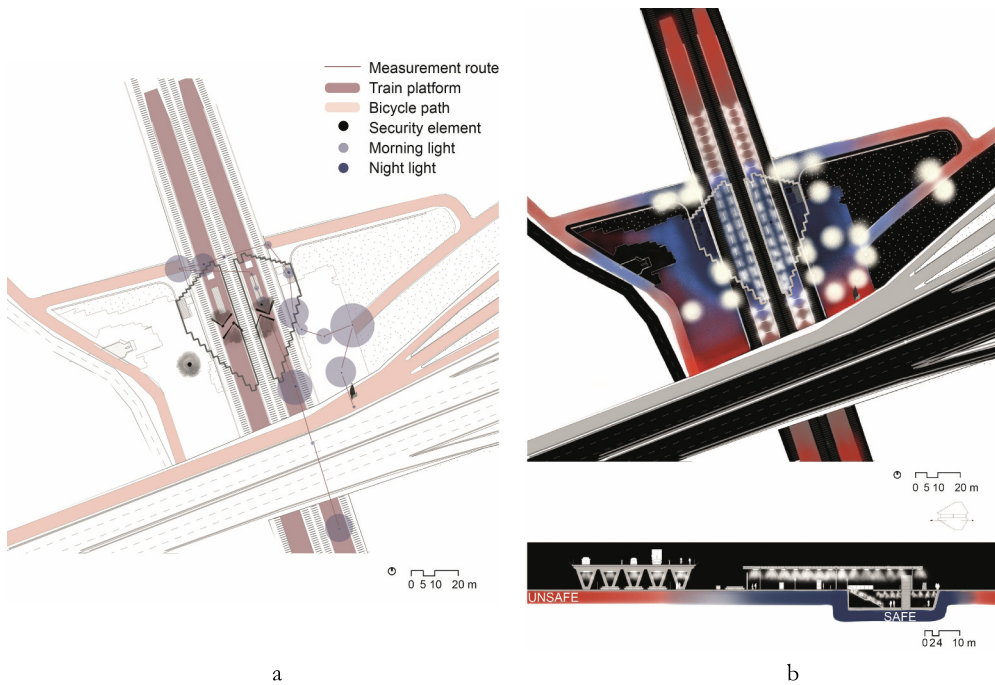 Measurement route
Train platform
Bicycle path
Security element
Morning light
Night light
0 5 10 20 m
0 5 10 20 m
UNSAFE
SAFE
0 2 4 10 m
a
b